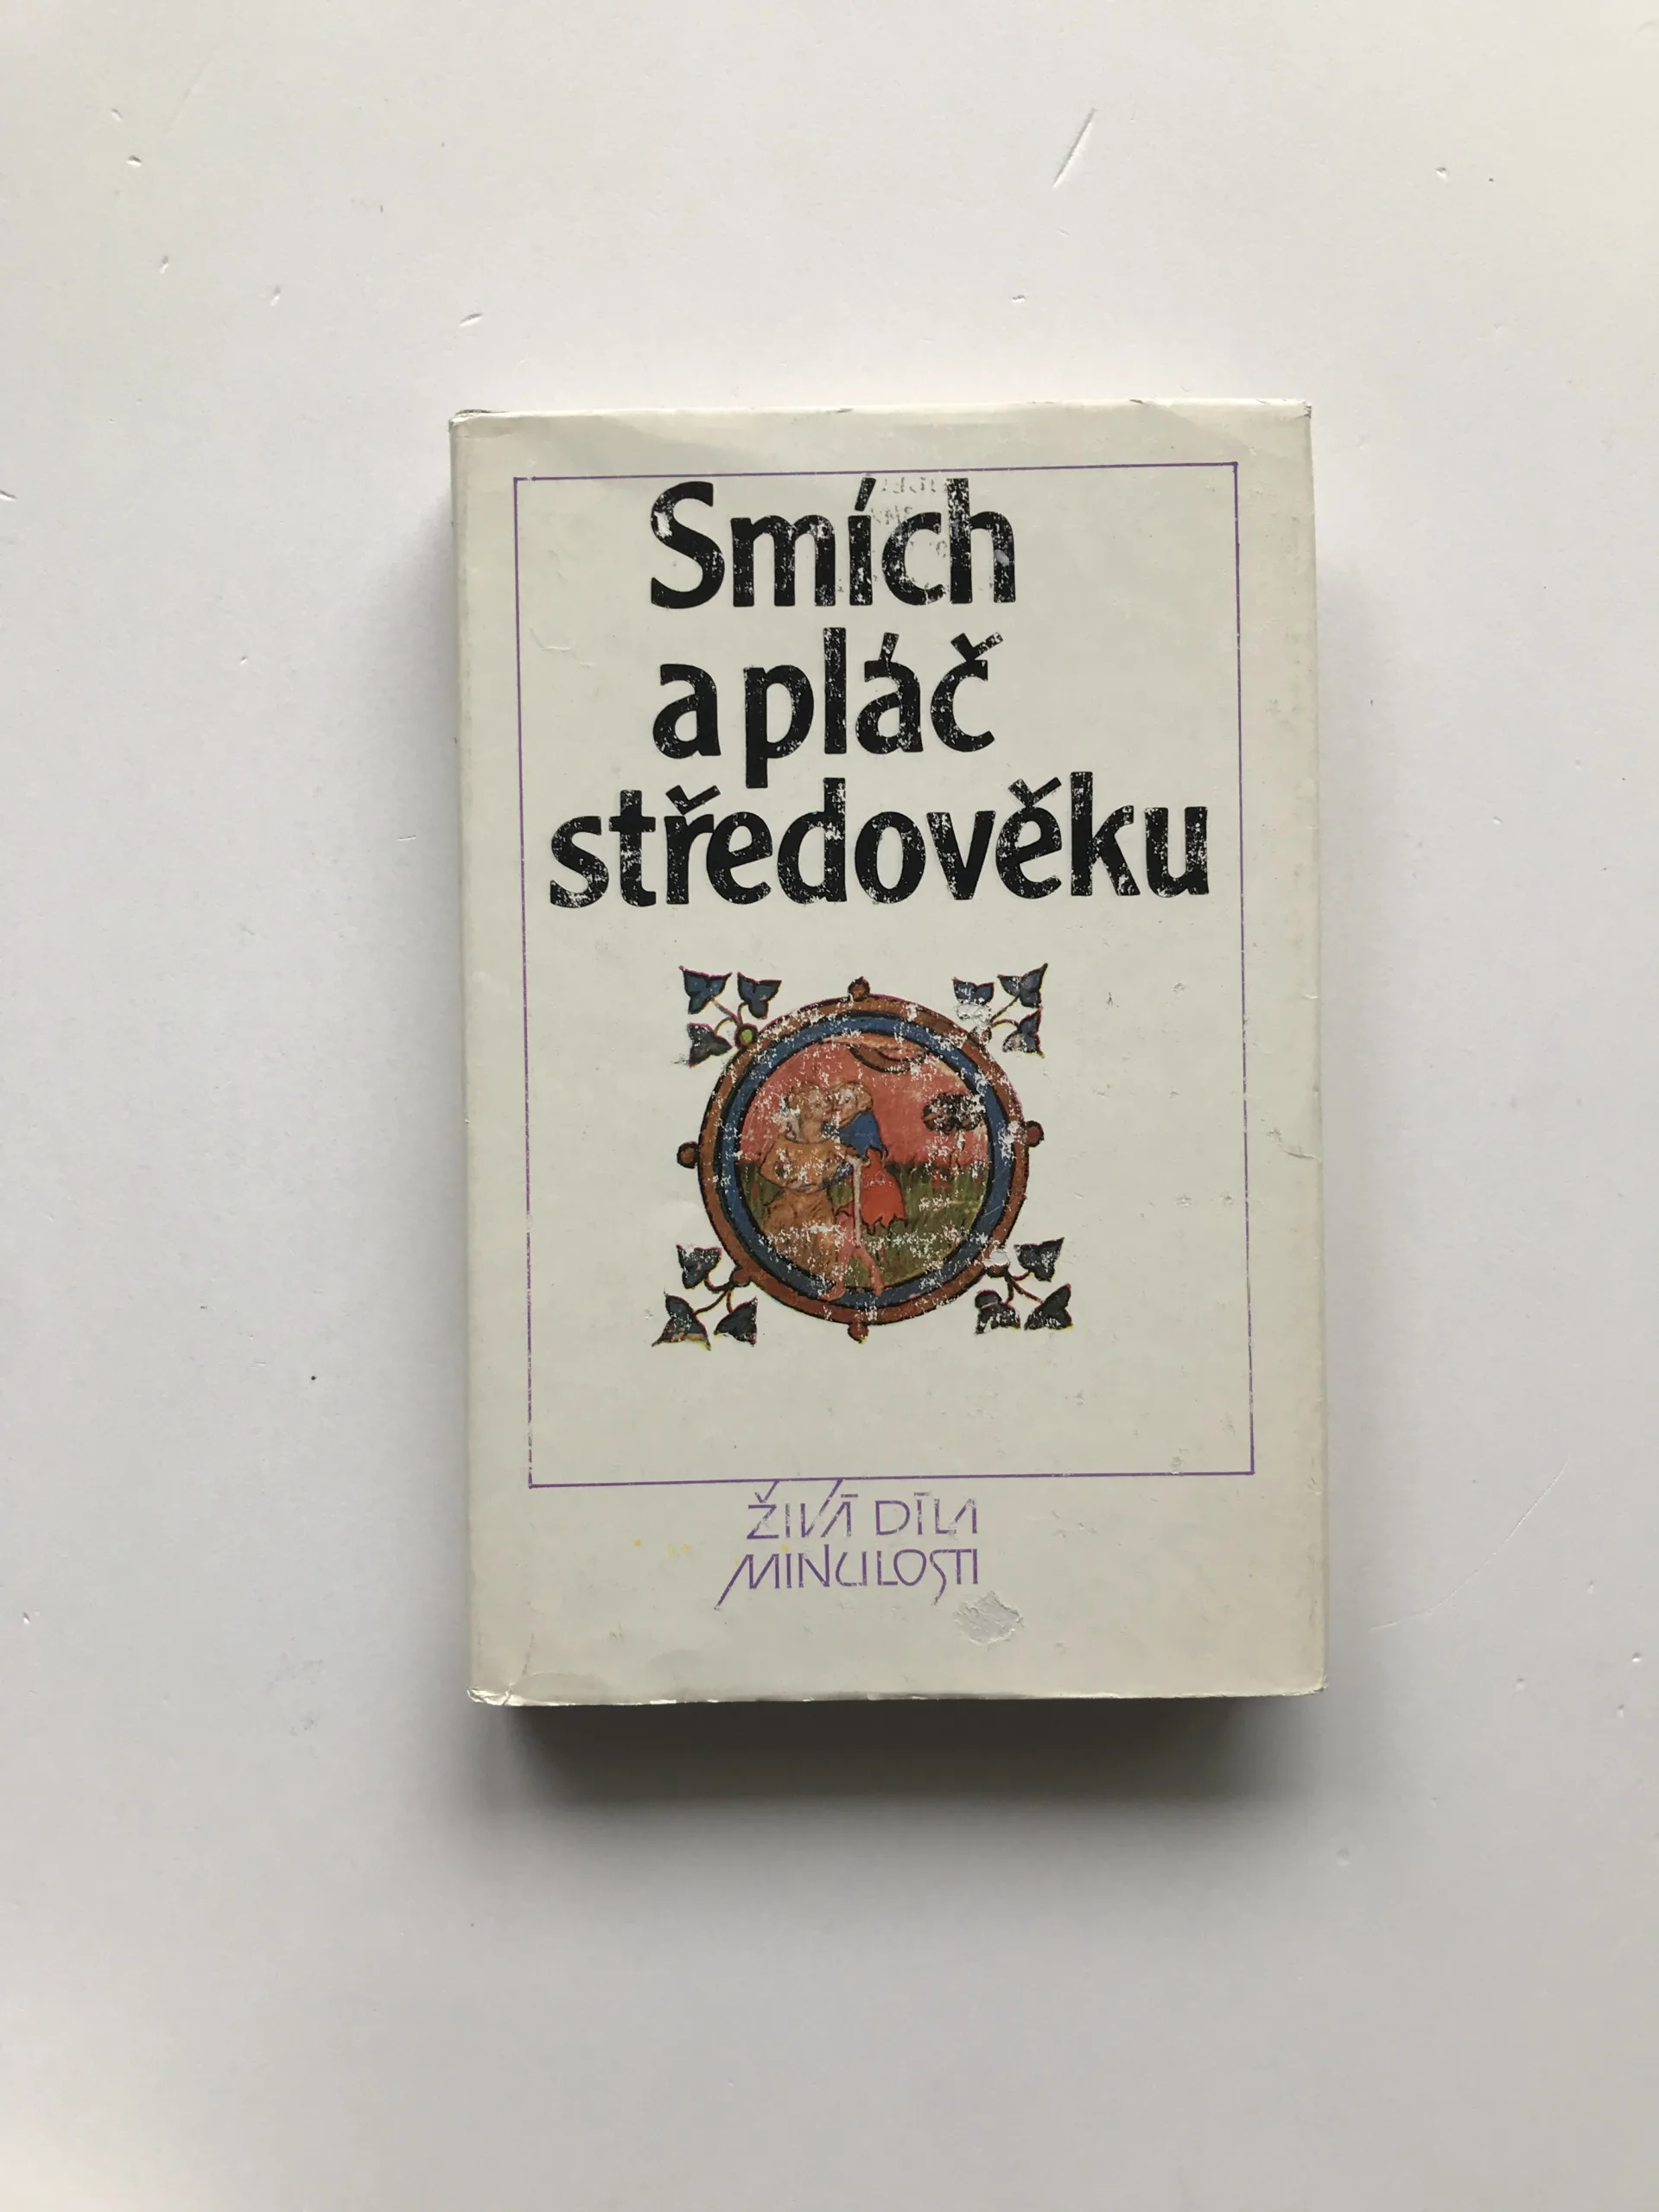 Smích
a pláč
středověku
ŽIVÁ DÍLA
MINULOSTI